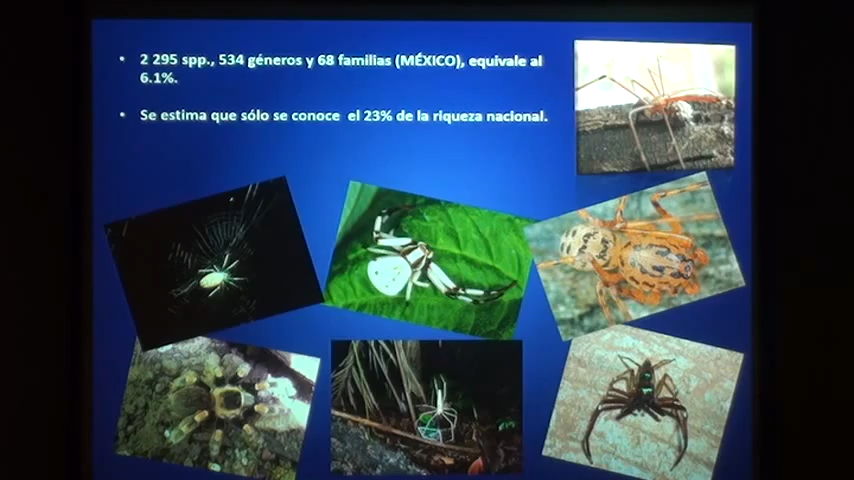 • 2 295 spp., 534 géneros y 68 familias (MÉXICO), equivale al
6.1%.
• Se estima que sólo se conoce el 23% de la riqueza nacional.